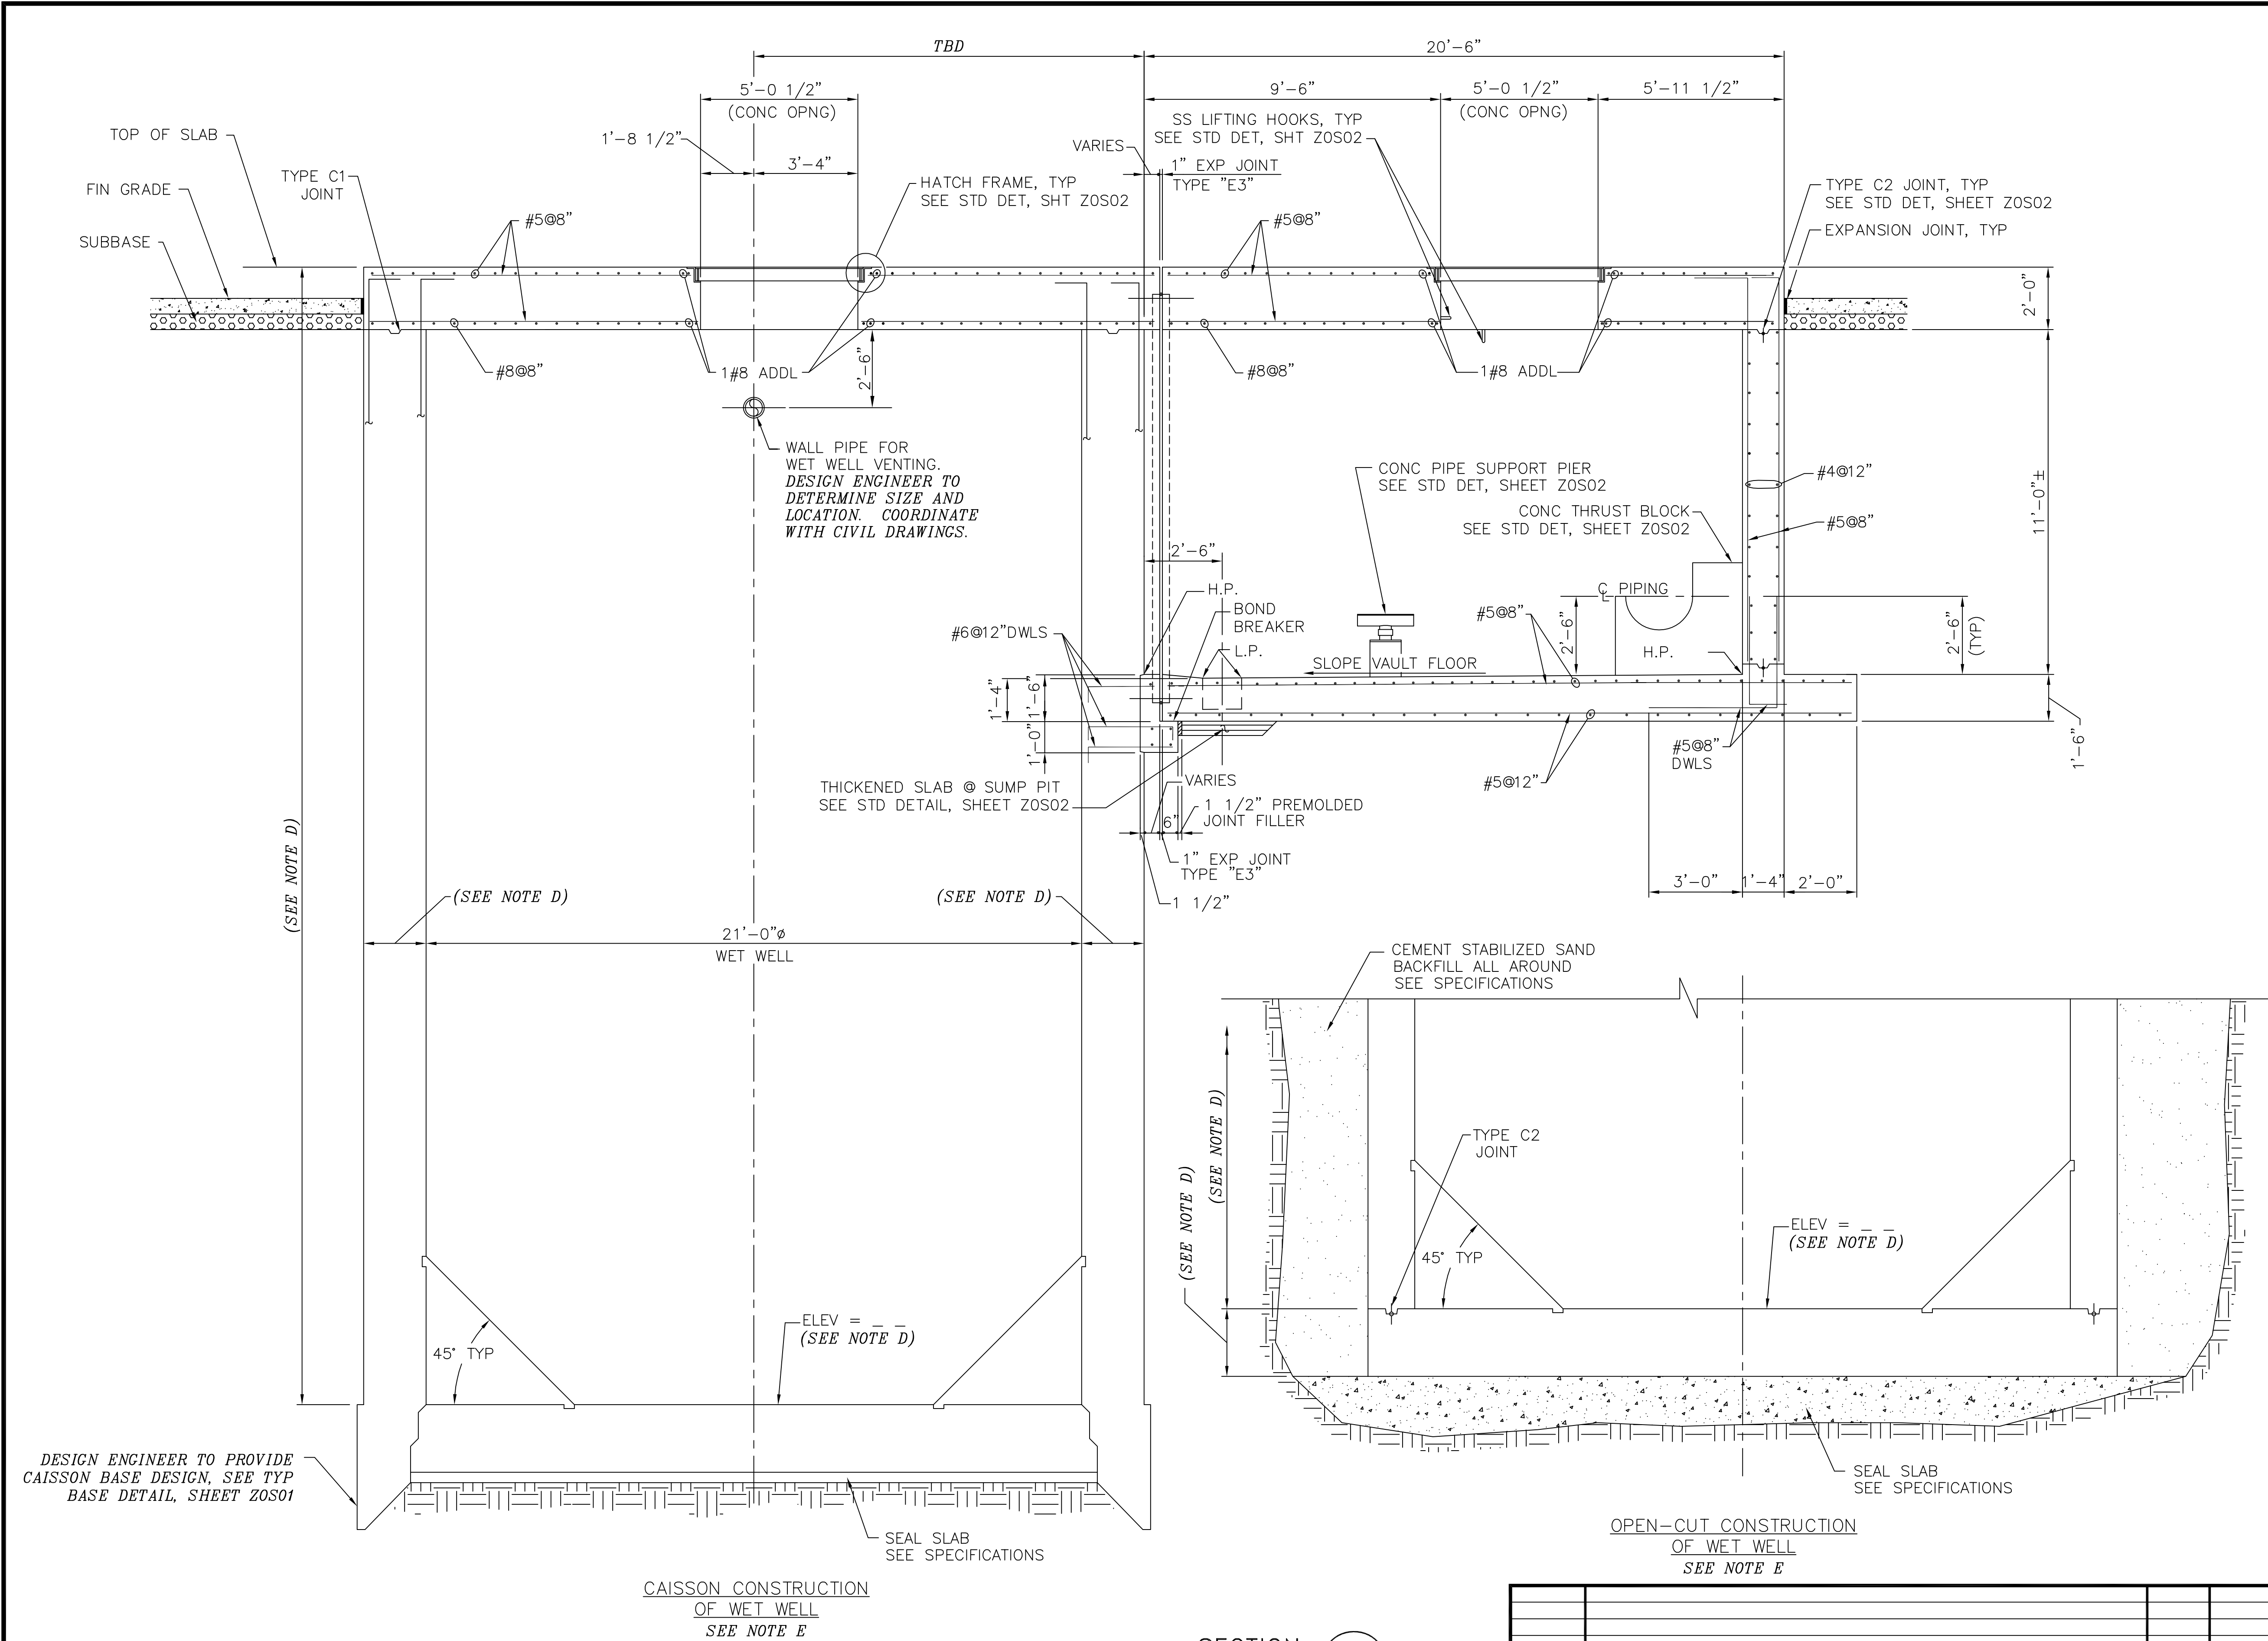 TBD
20'-6"
5'-0 1/2"
(CONC OPNG)
9'-6"
5'-0 1/2"
(CONC OPNG)
5'-11 1/2"
TOP OF SLAB
1'-8 1/2"
3'-4"
VARIES
SS LIFTING HOOKS, TYP
SEE STD DET, SHT Z0S02
1" EXP JOINT
TYPE "E3"
FIN GRADE
TYPE C1
JOINT
HATCH FRAME, TYP
SEE STD DET, SHT Z0S02
TYPE C2 JOINT, TYP
SEE STD DET, SHEET Z0S02
EXPANSION JOINT, TYP
SUBBASE
#5@8"
#5@8"
2'-0"
#8@8"
1#8 ADDL
2'-6"
#8@8"
1#8 ADDL
WALL PIPE FOR
WET WELL VENTING.
DESIGN ENGINEER TO
DETERMINE SIZE AND
LOCATION. COORDINATE
WITH CIVIL DRAWINGS.
CONC PIPE SUPPORT PIER
SEE STD DET, SHEET Z0S02
CONC THRUST BLOCK
SEE STD DET, SHEET Z0S02
#4@12"
#5@8"
11'-0"±
2'-6"
H.P.
BOND
BREAKER
L.P.
#6@12"DWLS
℄ PIPING
#5@8"
2'-6"
H.P.
2'-6"
(TYP)
SLOPE VAULT FLOOR
1'-4"
1'-6"
1'-0"
#5@8"
DWLS
#5@12"
1'-6"
THICKENED SLAB @ SUMP PIT
SEE STD DETAIL, SHEET Z0S02
VARIES
6"
1 1/2" PREMOLDED
JOINT FILLER
1" EXP JOINT
TYPE "E3"
1 1/2"
3'-0"
1'-4"
2'-0"
(SEE NOTE D)
(SEE NOTE D)
(SEE NOTE D)
21'-0"ø
WET WELL
CEMENT STABILIZED SAND
BACKFILL ALL AROUND
SEE SPECIFICATIONS
(SEE NOTE D)
(SEE NOTE D)
TYPE C2
JOINT
45° TYP
ELEV = _ _
(SEE NOTE D)
45° TYP
ELEV = _ _
(SEE NOTE D)
DESIGN ENGINEER TO PROVIDE
CAISSON BASE DESIGN, SEE TYP
BASE DETAIL, SHEET Z0S01
SEAL SLAB
SEE SPECIFICATIONS
SEAL SLAB
SEE SPECIFICATIONS
OPEN-CUT CONSTRUCTION
OF WET WELL
SEE NOTE E
CAISSON CONSTRUCTION
OF WET WELL
SEE NOTE E
SECTION